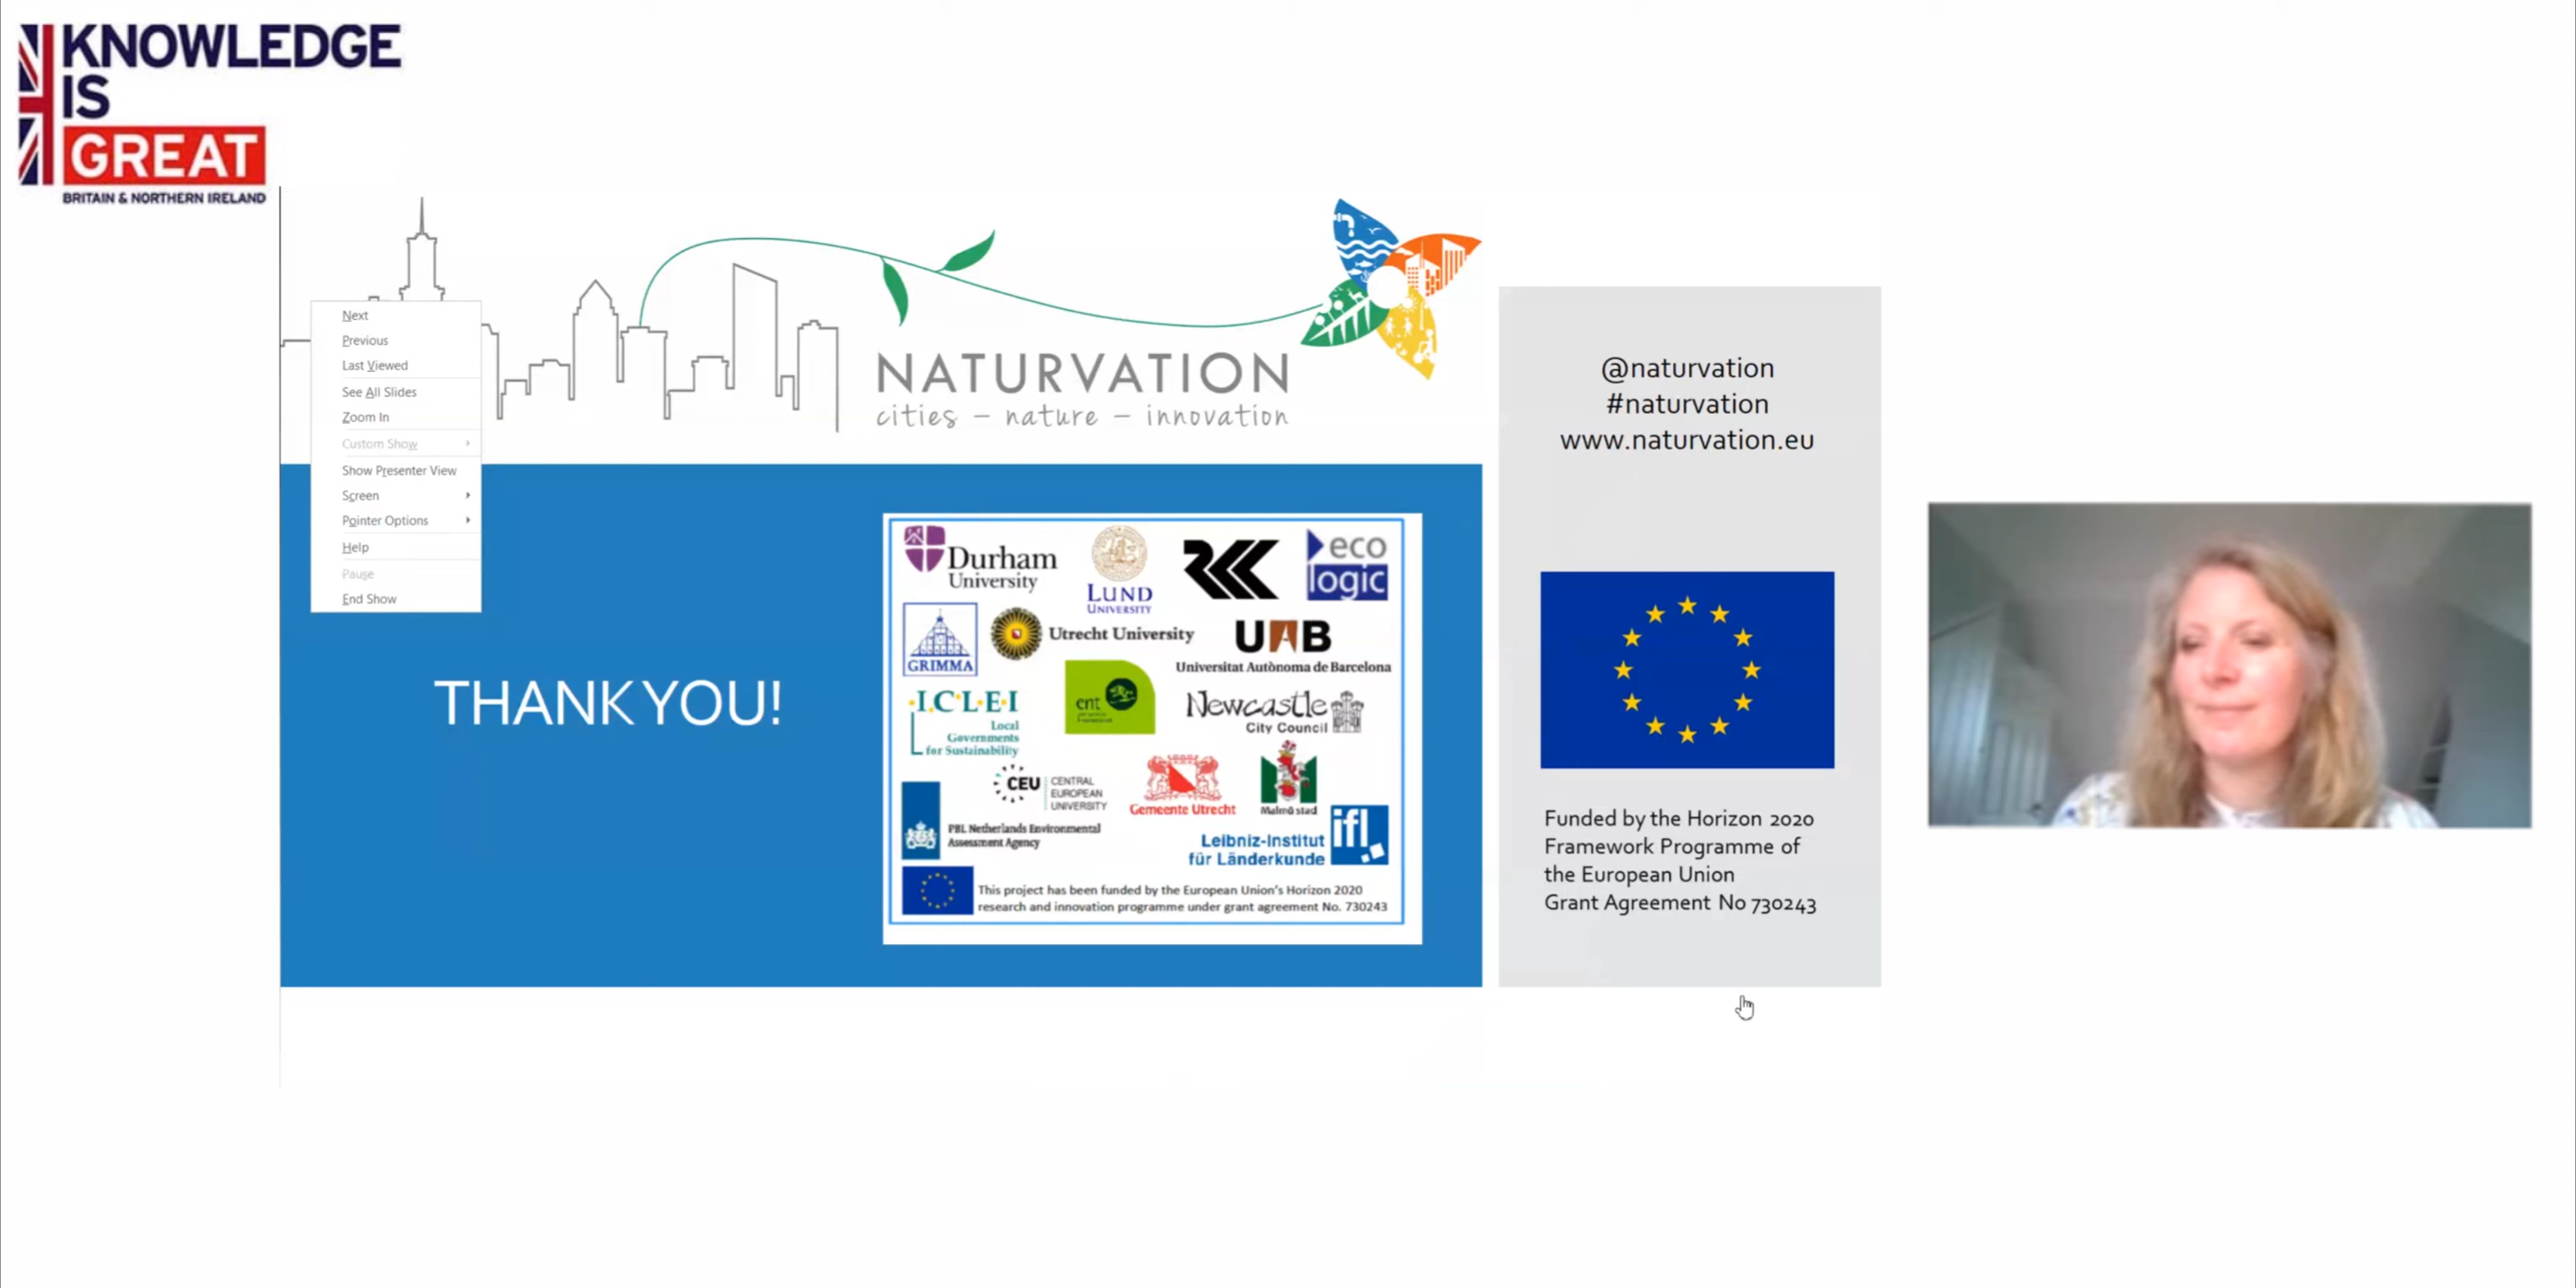 KNOWLEDGE
IS
GREAT
BRITAIN & NORTHERN IRELAND
NATURVATION
cities – nature – innovation
Next
Previous
Last Viewed
See All Slides
Zoom In
Custom Show
Show Presenter View
Screen
Pointer Options
Help
Pause
End Show
THANK YOU!
Durham
University
LUND
UNIVERSITY
eco
logic
GRIMMA
Utrecht University
UAB
Universitat Autònoma de Barcelona
I.C.L.E.I
Local
Governments
for Sustainability
cnt
Newcastle
City Council
CEU
CENTRAL
EUROPEAN
UNIVERSITY
Gemeente Utrecht
Malmö stad
PBL Netherlands Environmental
Assessment Agency
Leibniz-Institut
für Länderkunde
ifl
This project has been funded by the European Union's Horizon 2020
research and innovation programme under grant agreement No. 730243
@naturvation
#naturvation
www.naturvation.eu
Funded by the Horizon 2020
Framework Programme of
the European Union
Grant Agreement No 730243